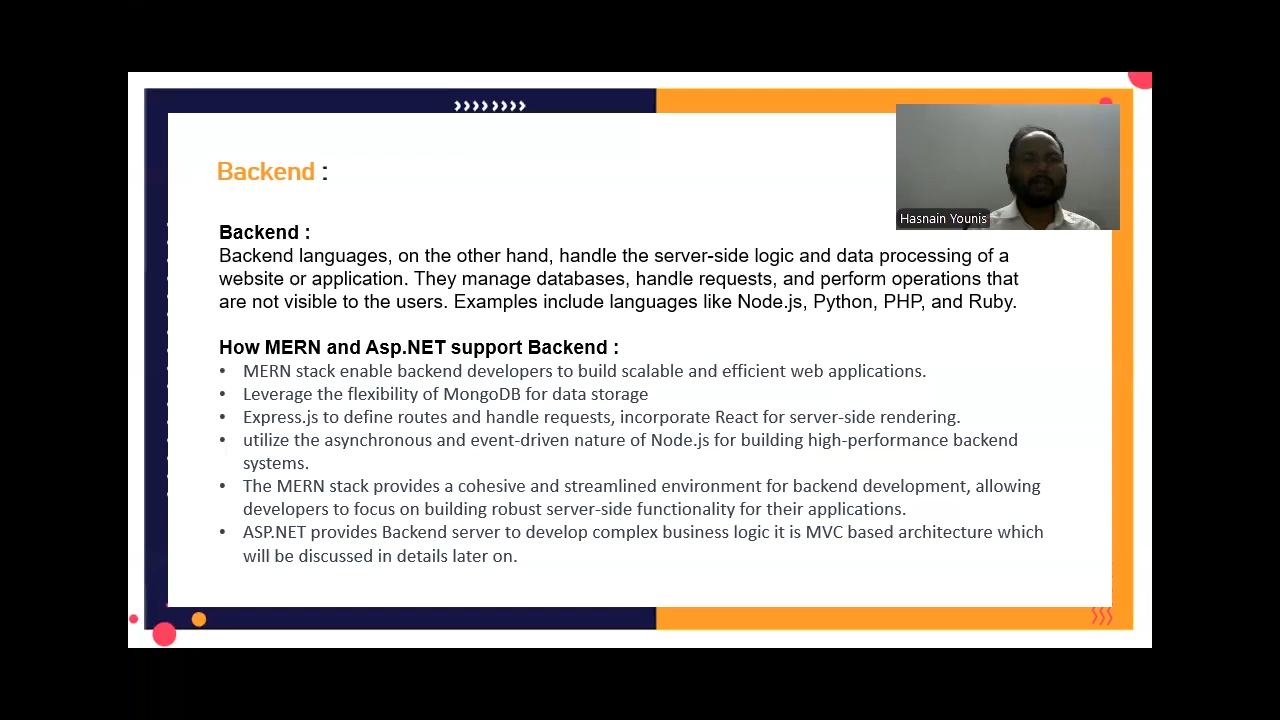 Backend :
Hasnain Younis
Backend :
Backend languages, on the other hand, handle the server-side logic and data processing of a
website or application. They manage databases, handle requests, and perform operations that
are not visible to the users. Examples include languages like Node.js, Python, PHP, and Ruby.
How MERN and Asp.NET support Backend :
• MERN stack enable backend developers to build scalable and efficient web applications.
• Leverage the flexibility of MongoDB for data storage
• Express.js to define routes and handle requests, incorporate React for server-side rendering.
• utilize the asynchronous and event-driven nature of Node.js for building high-performance backend
systems.
• The MERN stack provides a cohesive and streamlined environment for backend development, allowing
developers to focus on building robust server-side functionality for their applications.
• ASP.NET provides Backend server to develop complex business logic it is MVC based architecture which
will be discussed in details later on.